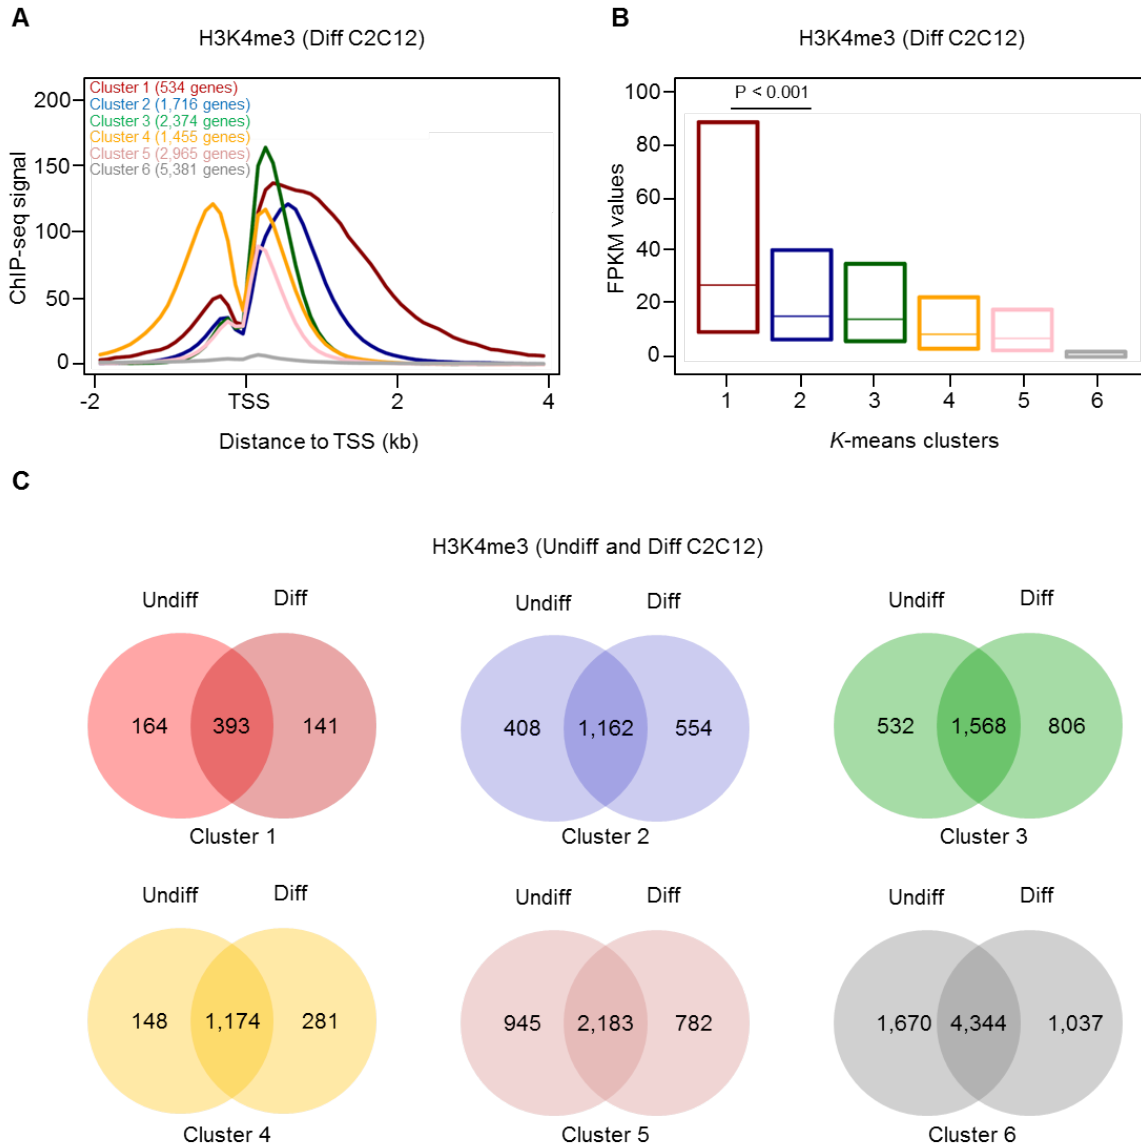 A
H3K4me3 (Diff C2C12)
Cluster 1 (534 genes)
Cluster 2 (1,716 genes)
Cluster 3 (2,374 genes)
Cluster 4 (1,455 genes)
Cluster 5 (2,965 genes)
Cluster 6 (5,381 genes)
ChIP-seq signal
200
150
100
50
0
-2 TSS 2 4
Distance to TSS (kb)
B
H3K4me3 (Diff C2C12)
P < 0.001
FPKM values
100
80
60
40
20
0
1 2 3 4 5 6
K-means clusters
C
H3K4me3 (Undiff and Diff C2C12)
Undiff Diff
164 393 141
Cluster 1
Undiff Diff
408 1,162 554
Cluster 2
Undiff Diff
532 1,568 806
Cluster 3
Undiff Diff
148 1,174 281
Cluster 4
Undiff Diff
945 2,183 782
Cluster 5
Undiff Diff
1,670 4,344 1,037
Cluster 6